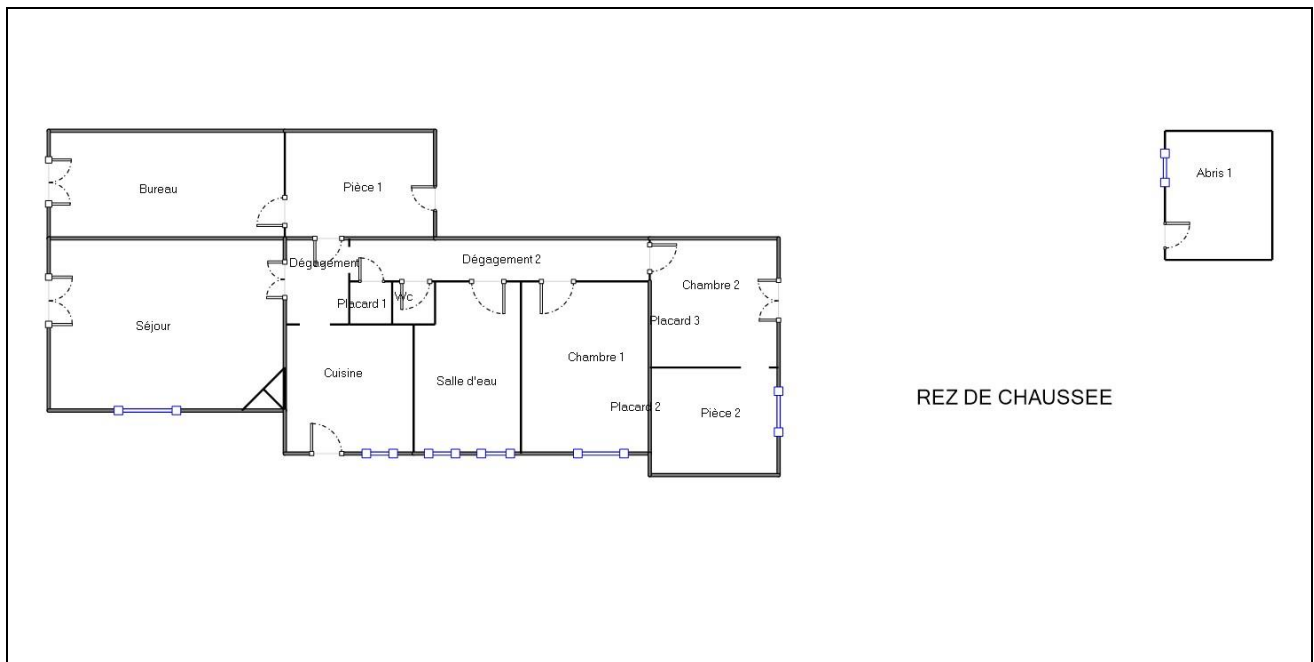 Bureau
Pièce 1
Abris 1
Dégagement
Dégagement 2
Chambre 2
Placard 1
Wc
Placard 3
Séjour
Chambre 1
Cuisine
Salle d'eau
Placard 2
Pièce 2
REZ DE CHAUSSEE